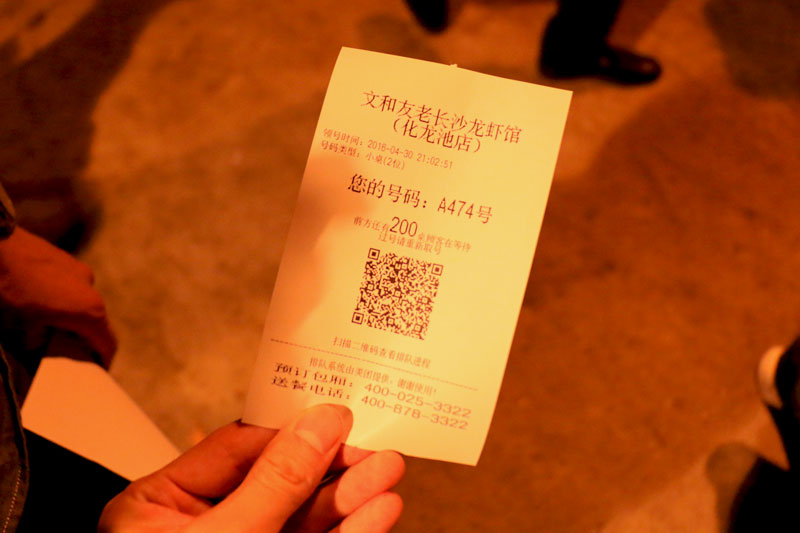 文和友老长沙龙虾馆
(化龙池店)
领号时间: 2016-04-30 21:02:51
号码类型: 小桌(2位)
您的号码: A474号
前方还有200桌顾客在等待
过号请重新取号
扫描二维码查看排队进程
排队系统由美团提供，谢谢使用!
预订包厢: 400-025-3322
送餐电话: 400-878-3322